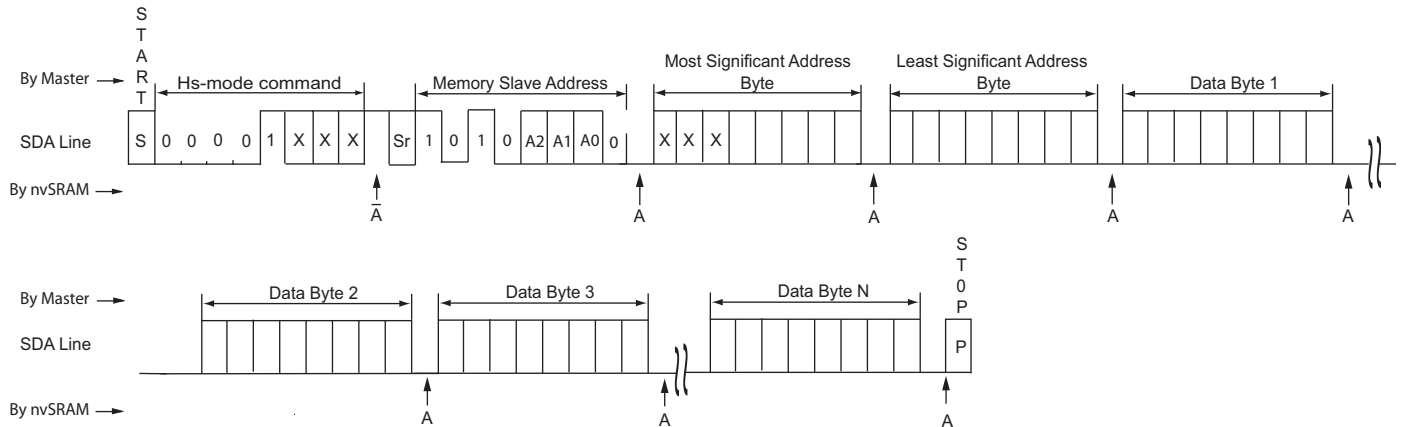 START
By Master
Hs-mode command
Memory Slave Address
Most Significant Address
Byte
Least Significant Address
Byte
Data Byte 1
SDA Line
S 0 0 0 0 1 X X X Sr 1 0 1 0 A2 A1 A0 0 X X X
By nvSRAM
A̅ A A A A
ST0P
By Master
Data Byte 2
Data Byte 3
Data Byte N
SDA Line
P
By nvSRAM
A A A